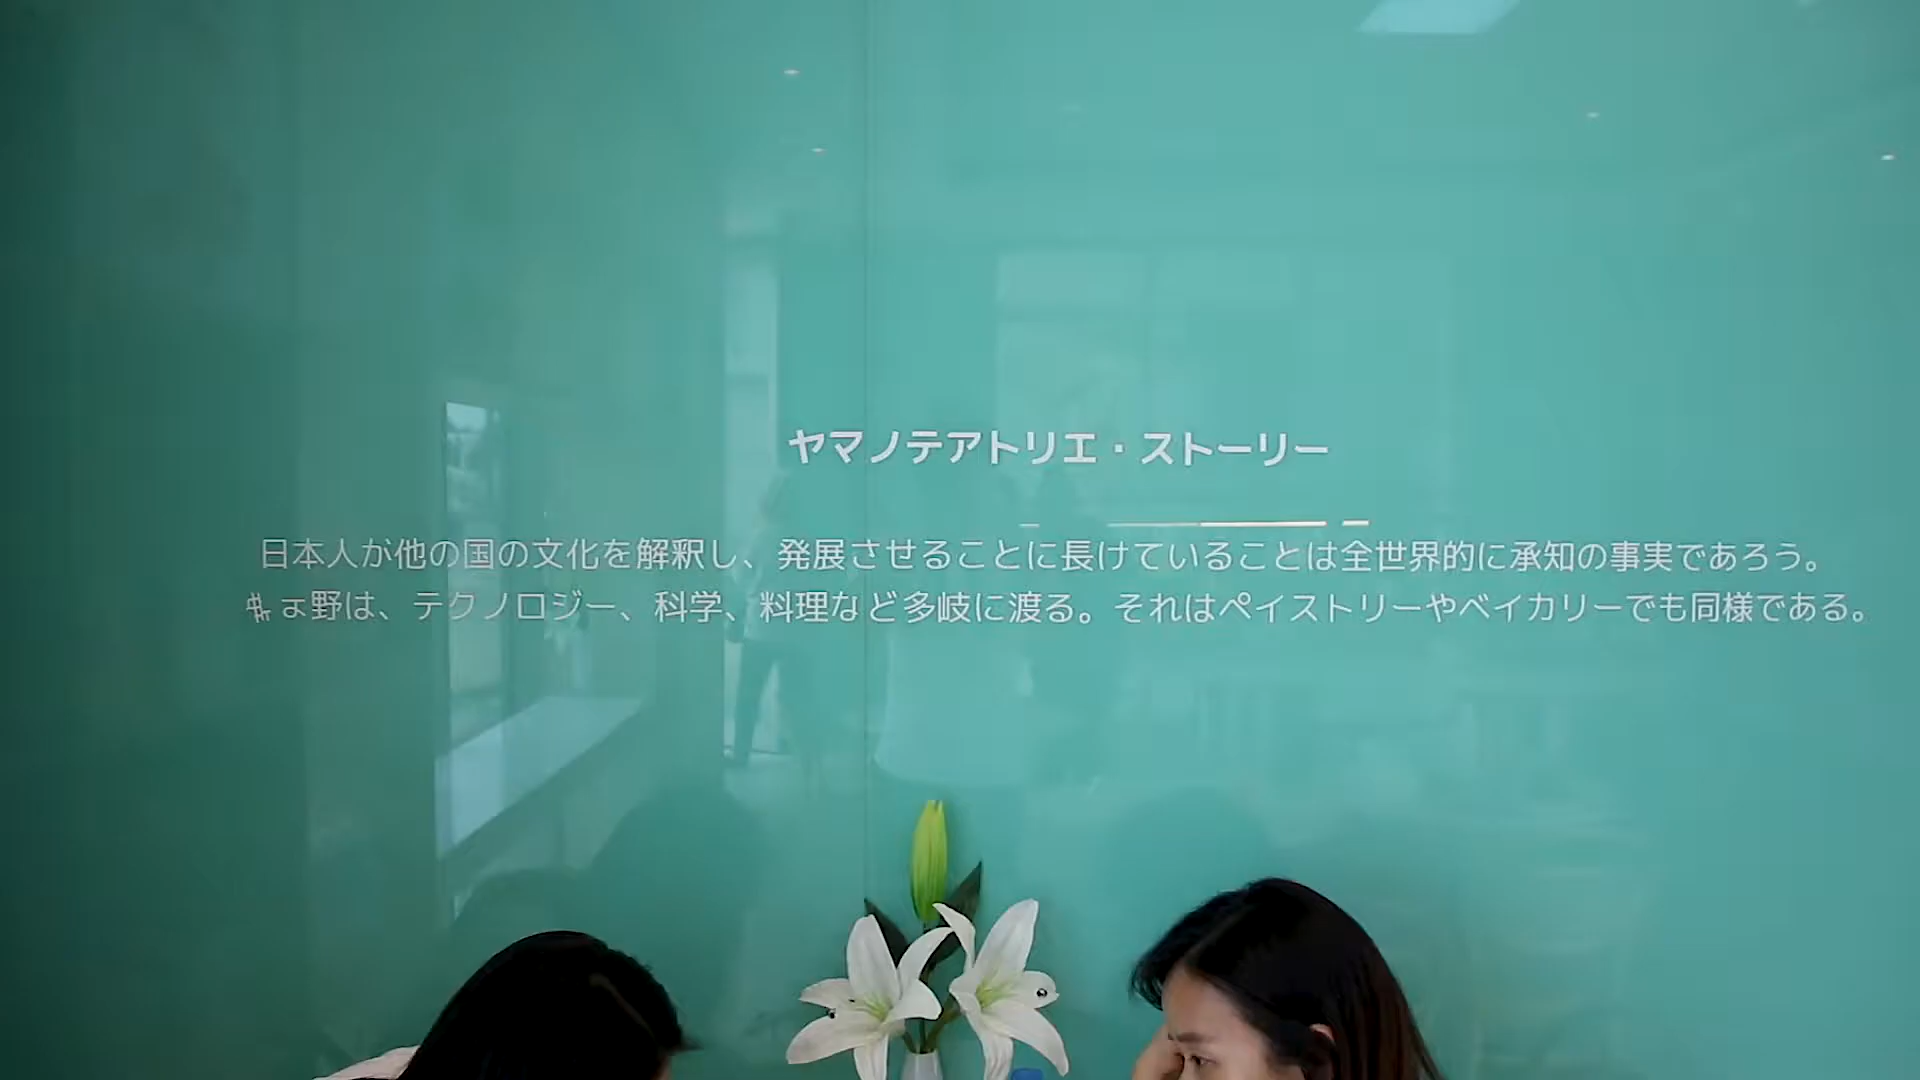 ヤマノテアトリエ・ストーリー
日本人が他の国の文化を解釈し、発展させることに長けていることは全世界的に承知の事実であろう。
野は、テクノロジー、科学、料理など多岐に渡る。それはペイストリーやベイカリーでも同様である。